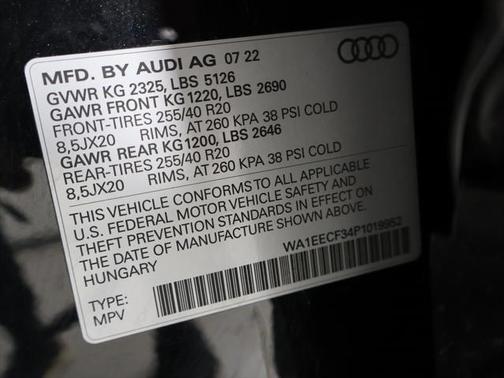 MFD. BY AUDI AG 07 22
GVWR KG 2325, LBS 5126
GAWR FRONT KG 1220, LBS 2690
FRONT-TIRES 255/40 R20
8,5JX20 RIMS, AT 260 KPA 38 PSI COLD
GAWR REAR KG 1200, LBS 2646
REAR-TIRES 255/40 R20
8,5JX20 RIMS, AT 260 KPA 38 PSI COLD
THIS VEHICLE CONFORMS TO ALL APPLICABLE
U.S. FEDERAL MOTOR VEHICLE SAFETY AND
THEFT PREVENTION STANDARDS IN EFFECT ON
THE DATE OF MANUFACTURE SHOWN ABOVE.
HUNGARY
WA1EECF34P1019952
TYPE:
MPV